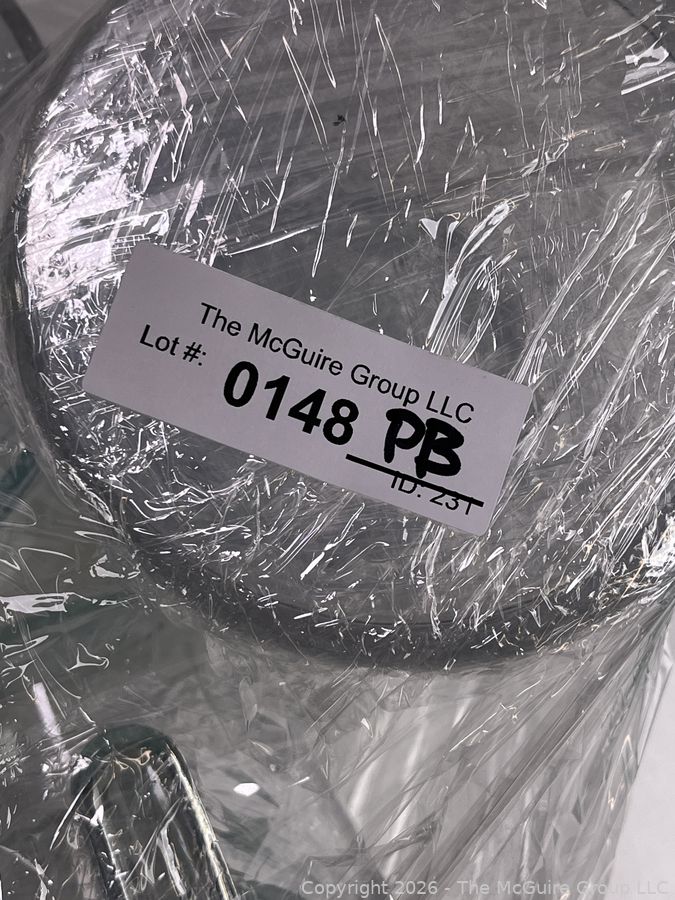 The McGuire Group LLC
Lot #: 0148 PB
ID: 231
Copyright 2026 - The McGuire Group LLC